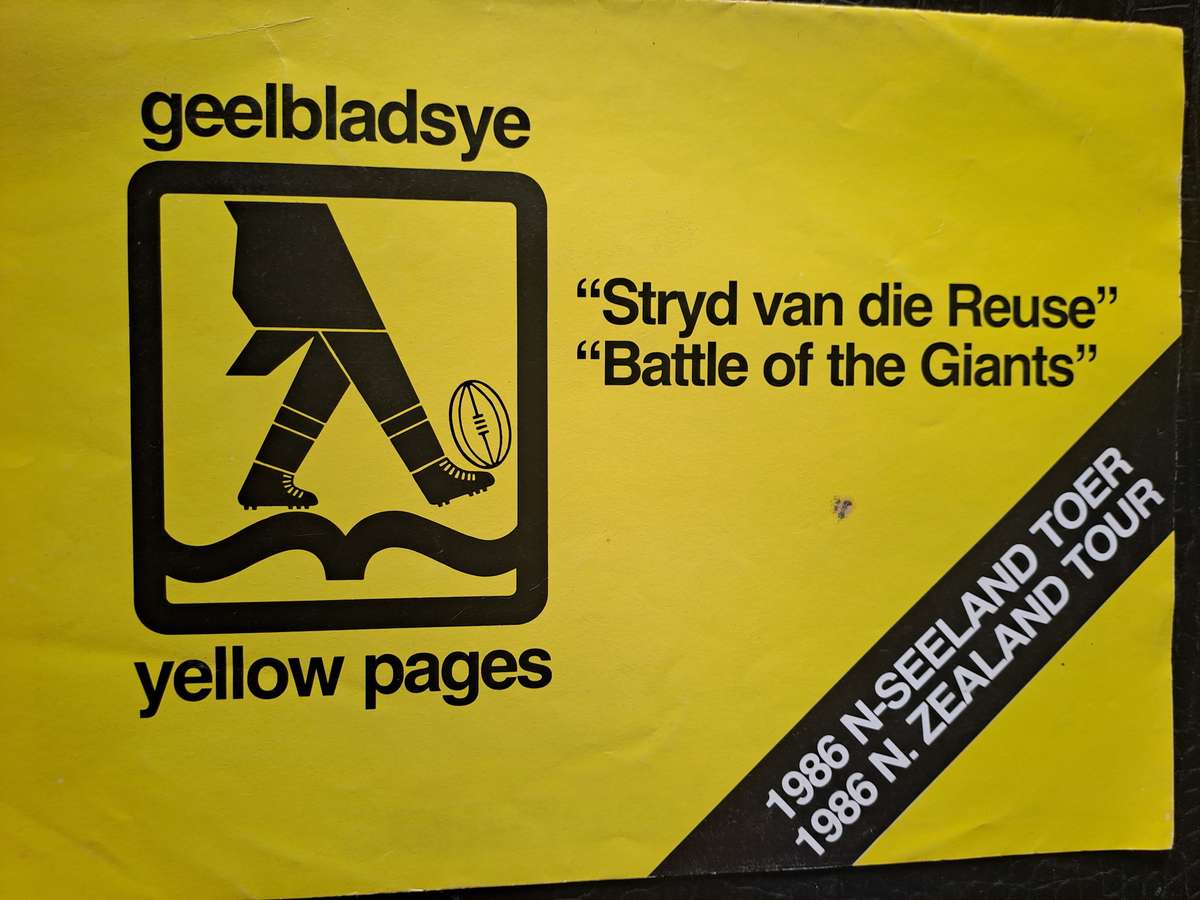 geelbladsye
yellow pages
“Stryd van die Reuse”
“Battle of the Giants”
1986 N-SEELAND TOER
1986 N. ZEALAND TOUR